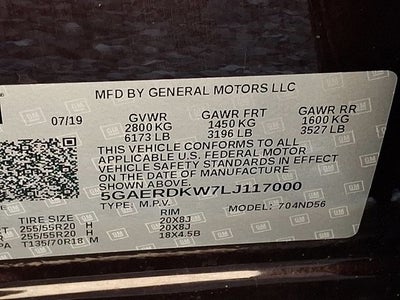 MFD BY GENERAL MOTORS LLC
07/19 GVWR GAWR FRT GAWR RR
2800 KG 1450 KG 1600 KG
6173 LB 3196 LB 3527 LB
THIS VEHICLE CONFORMS TO ALL
APPLICABLE U.S. FEDERAL MOTOR
VEHICLE SAFETY STANDARDS IN EFFECT
ON THE DATE OF MANUFACTURE
SHOWN ABOVE.
5GAERDKW7LJ117000
TYPE: M.P.V. MODEL: 704ND56
TIRE SIZE RIM
255/55R20 H 20X8J
255/55R20 H 20X8J
PA T135/70R18 M 18X4.5B